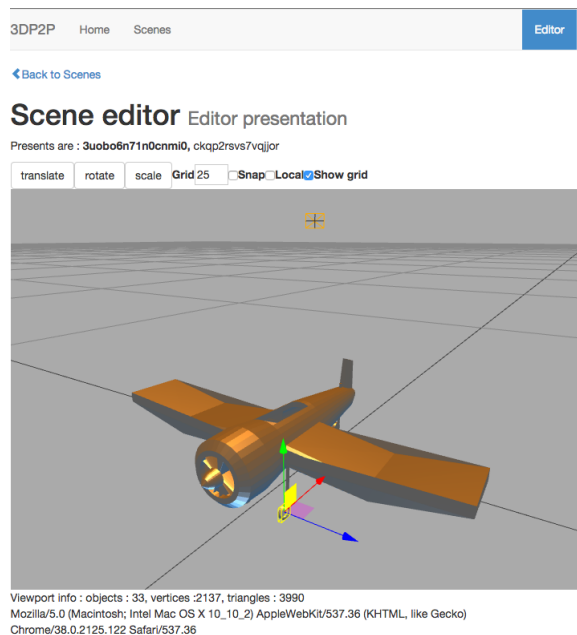 3DP2P Home Scenes Editor
Back to Scenes
Scene editor Editor presentation
Presents are : 3uobo6n71n0cnmi0, ckqp2rsvs7vqjjor
translate rotate scale Grid 25 Snap Local Show grid
Viewport info : objects : 33, vertices :2137, triangles : 3990
Mozilla/5.0 (Macintosh; Intel Mac OS X 10_10_2) AppleWebKit/537.36 (KHTML, like Gecko)
Chrome/38.0.2125.122 Safari/537.36